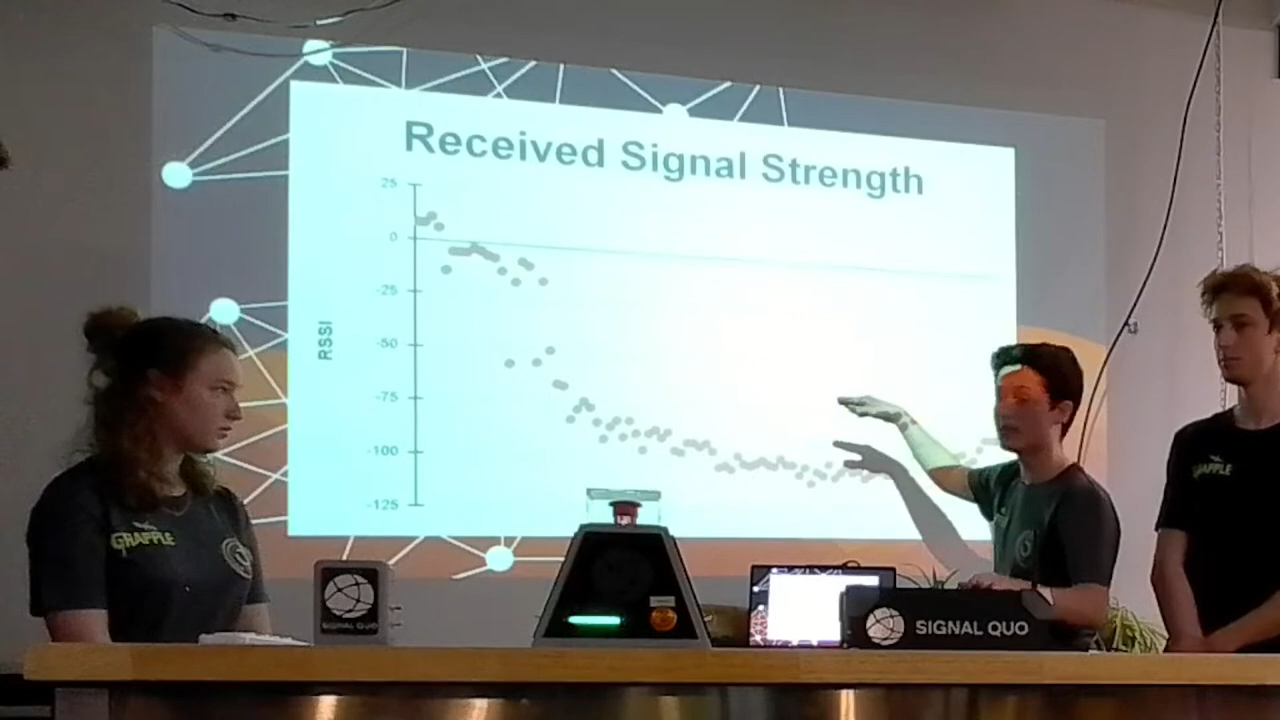 Received Signal Strength
25
0
-25
-50
-75
-100
-125
RSSI
GRAPPLE
GRAPPLE
SIGNAL QUO
SIGNAL QUO